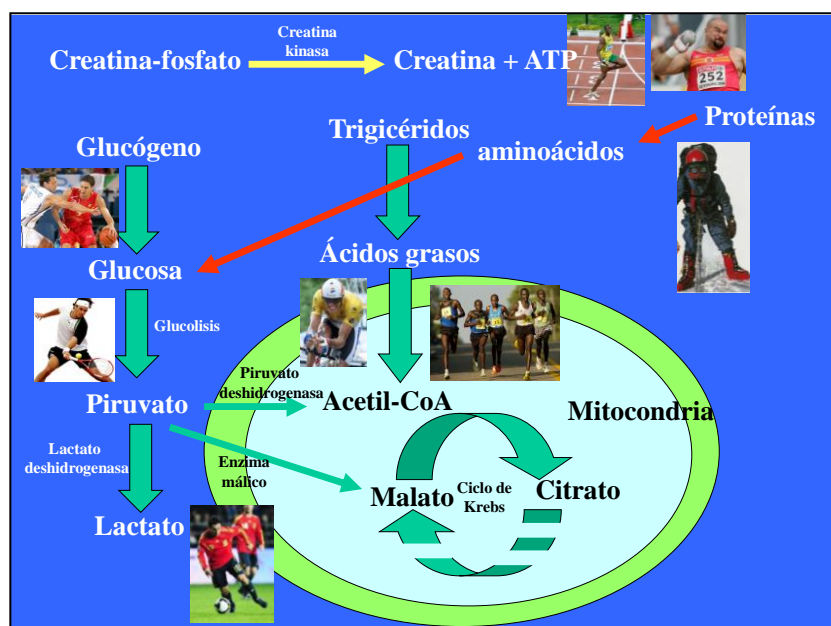 Creatina-fosfato
Creatina
kinasa
Creatina + ATP
252
Proteínas
Trigicéridos
aminoácidos
Glucógeno
Ácidos grasos
Glucosa
Glucolisis
Piruvato
Piruvato
deshidrogenasa
Acetil-CoA
Mitocondria
Lactato
deshidrogenasa
Enzima
málico
Malato
Ciclo de
Krebs
Citrato
Lactato